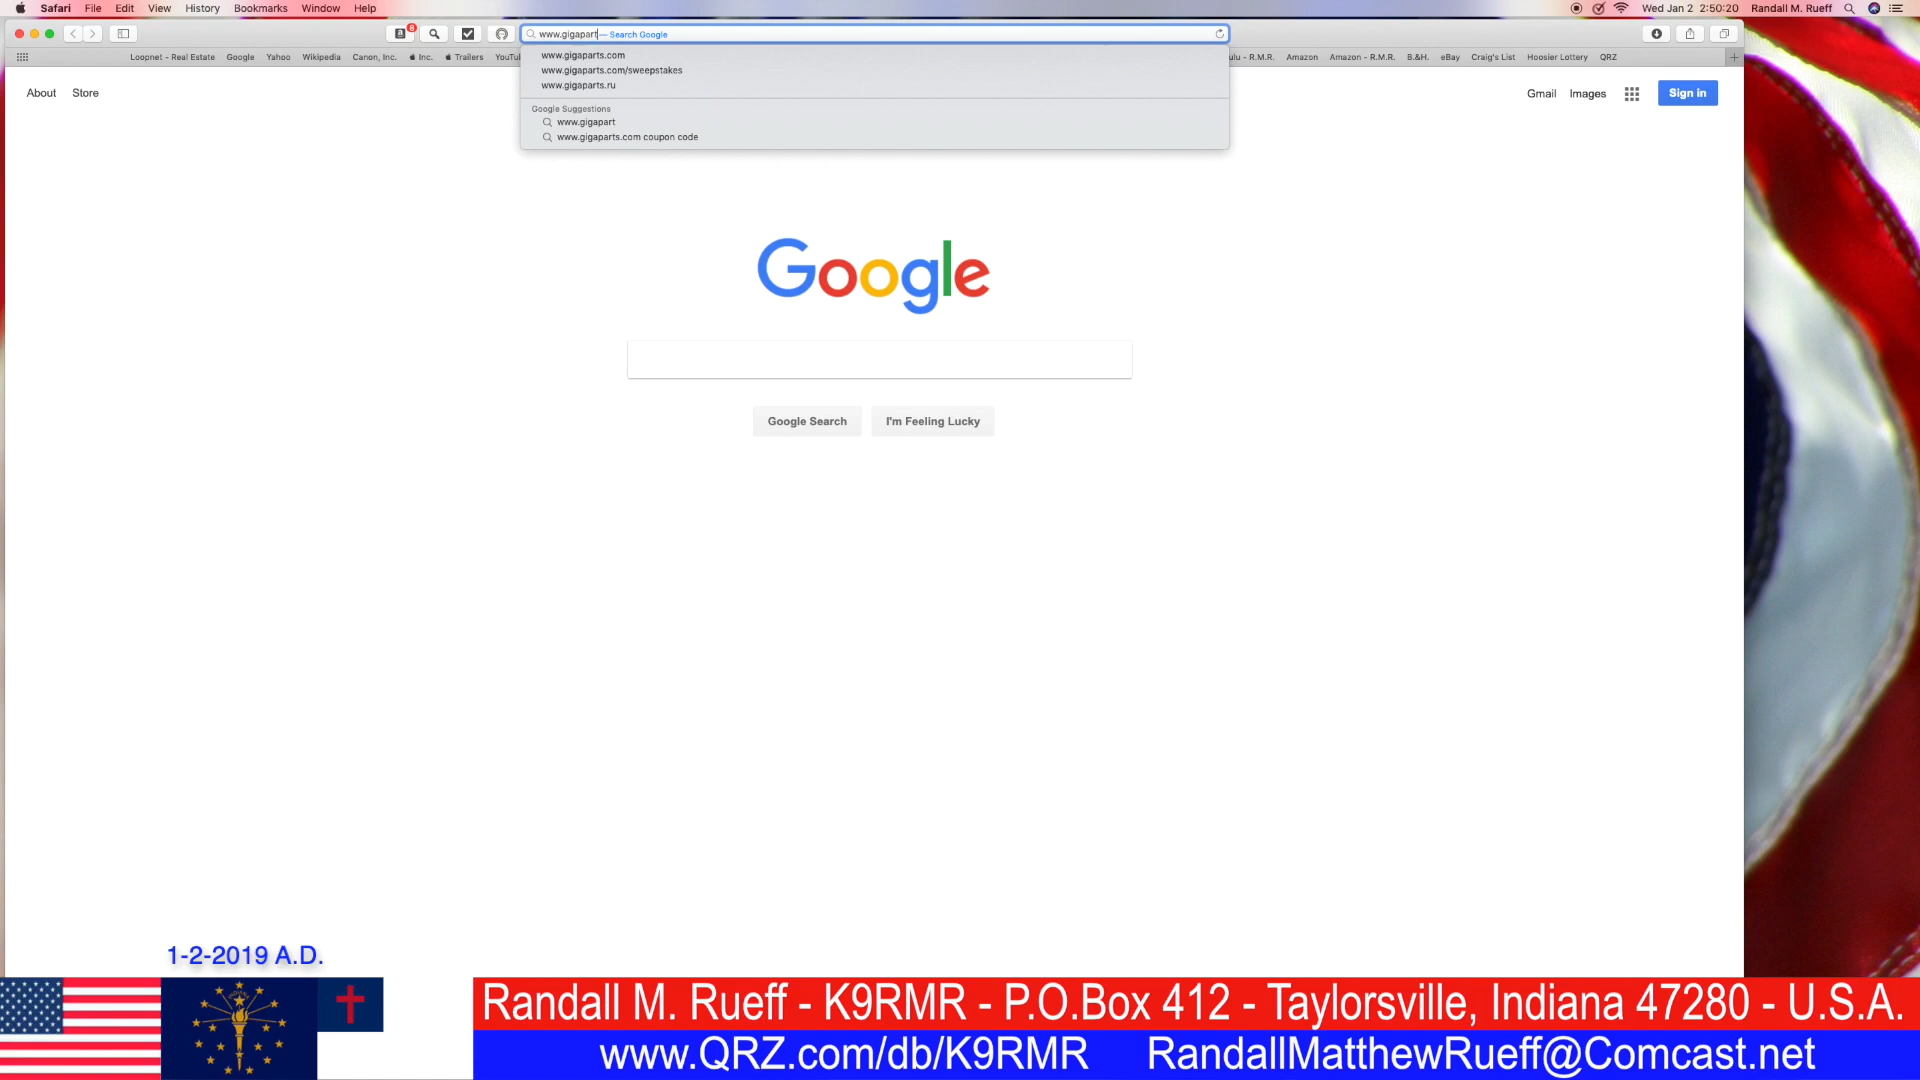 Safari File Edit View History Bookmarks Window Help
Wed Jan 2 2:50:20 Randall M. Rueff
8
www.gigapart — Search Google
www.gigaparts.com
www.gigaparts.com/sweepstakes
www.gigaparts.ru
Google Suggestions
www.gigapart
www.gigaparts.com coupon code
Loopnet - Real Estate Google Yahoo Wikipedia Canon, Inc. Inc. Trailers YouTu
ulu - R.M.R. Amazon Amazon - R.M.R. B.&H. eBay Craig's List Hoosier Lottery QRZ
About Store
Gmail Images Sign in
Google
Google Search I'm Feeling Lucky
1-2-2019 A.D.
INDIANA
Randall M. Rueff - K9RMR - P.O.Box 412 - Taylorsville, Indiana 47280 - U.S.A.
www.QRZ.com/db/K9RMR RandallMatthewRueff@Comcast.net